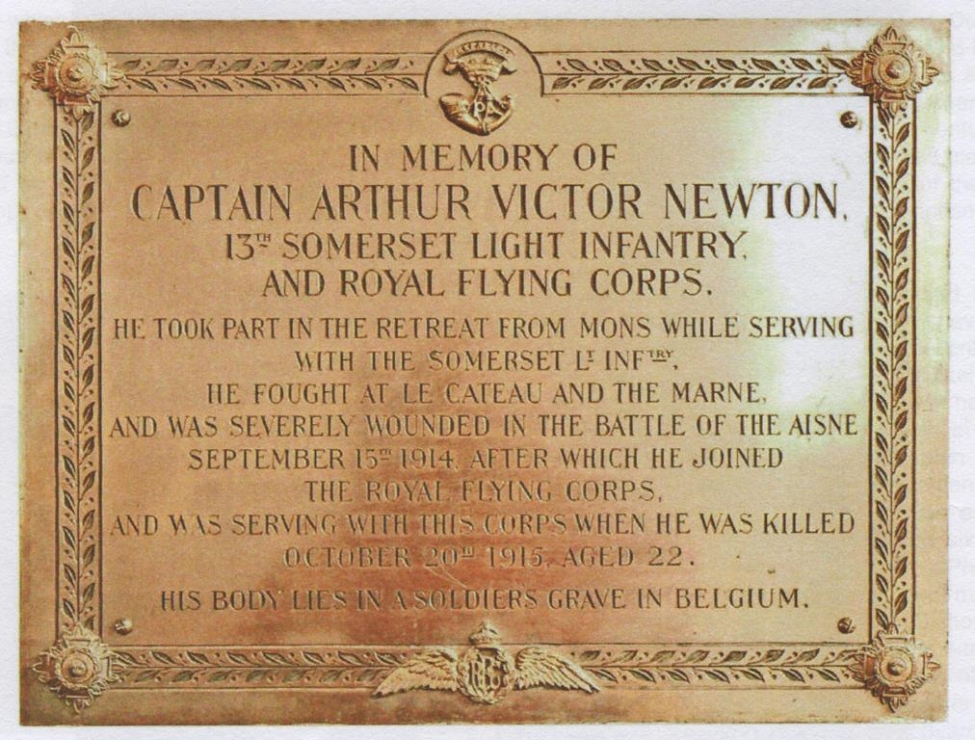 IN MEMORY OF
CAPTAIN ARTHUR VICTOR NEWTON,
13TH SOMERSET LIGHT INFANTRY,
AND ROYAL FLYING CORPS.
HE TOOK PART IN THE RETREAT FROM MONS WHILE SERVING
WITH THE SOMERSET LT INFTRY,
HE FOUGHT AT LE CATEAU AND THE MARNE,
AND WAS SEVERELY WOUNDED IN THE BATTLE OF THE AISNE
SEPTEMBER 15TH 1914, AFTER WHICH HE JOINED
THE ROYAL FLYING CORPS,
AND WAS SERVING WITH THIS CORPS WHEN HE WAS KILLED
OCTOBER 20TH 1915, AGED 22.
HIS BODY LIES IN A SOLDIERS GRAVE IN BELGIUM.